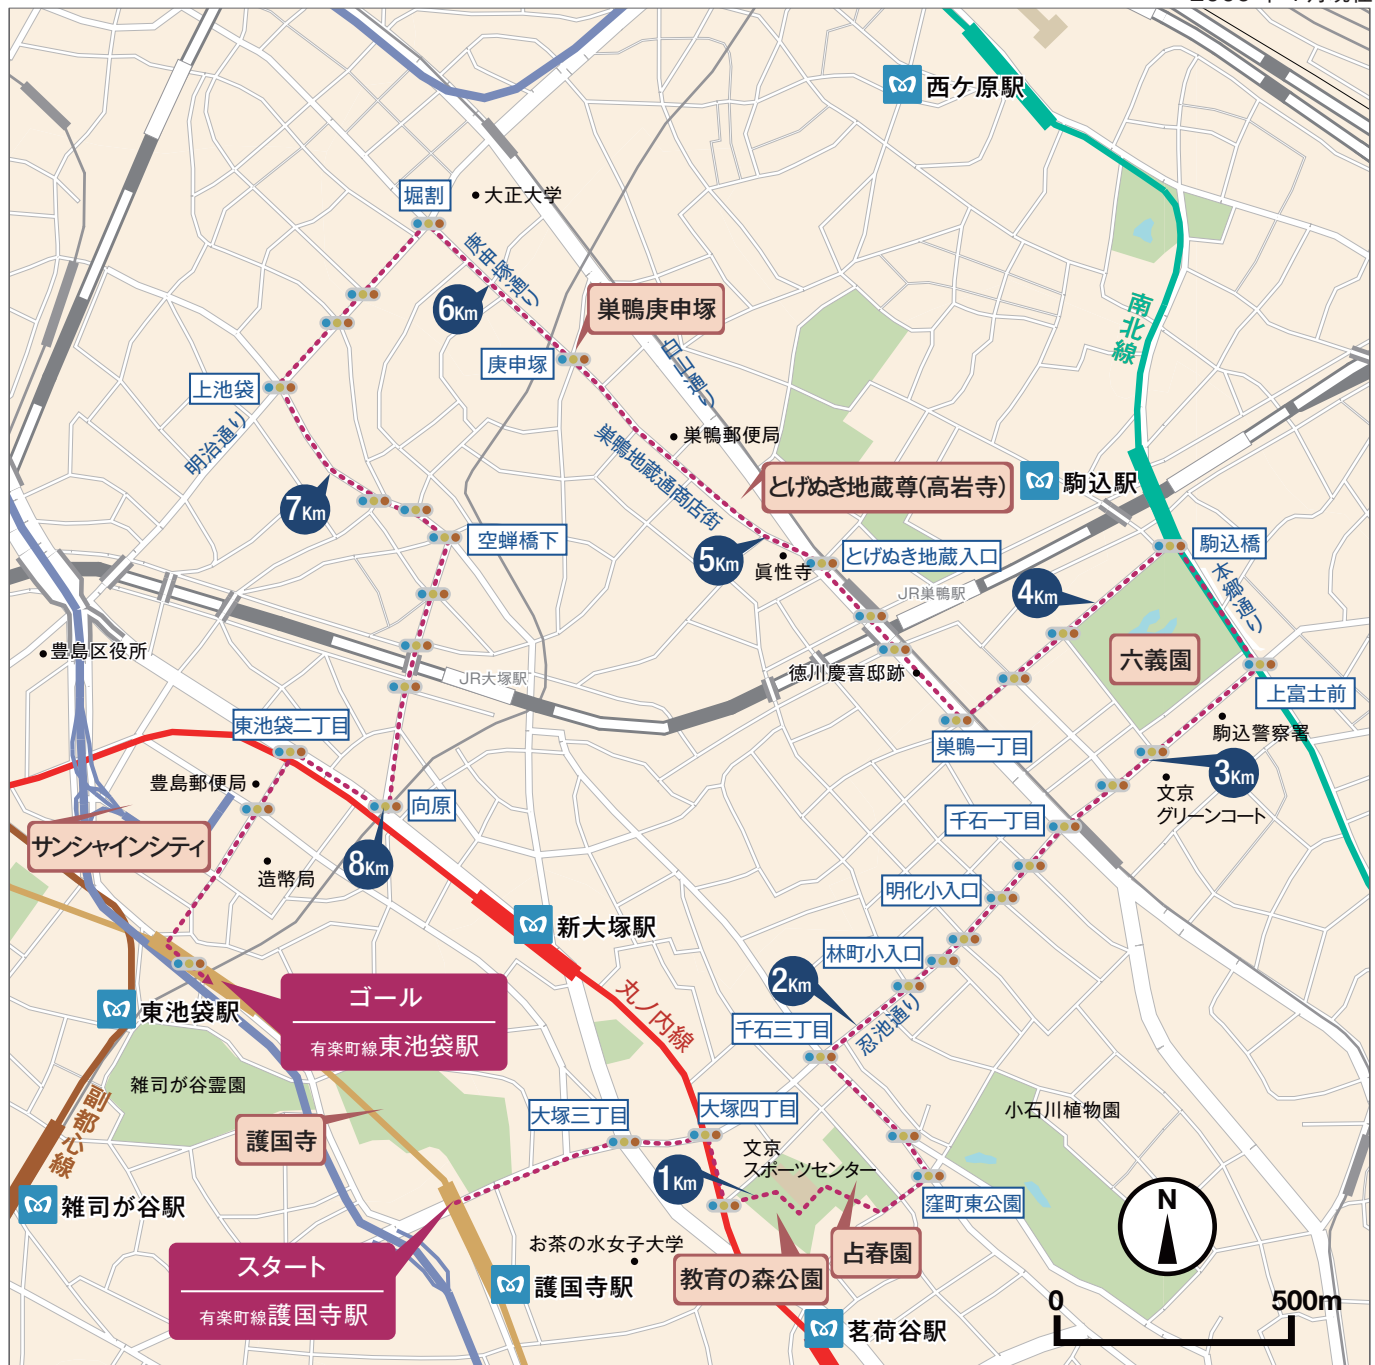 西ケ原駅
堀割
大正大学
庚申塚通り
6Km
巣鴨庚申塚
南北線
庚申塚
白山通り
上池袋
明治通り
巣鴨郵便局
巣鴨地蔵通商店街
とげぬき地蔵尊(高岩寺)
駒込駅
7Km
空蝉橋下
5Km
眞性寺
とげぬき地蔵入口
駒込橋
本郷通り
JR巣鴨駅
4Km
豊島区役所
六義園
JR大塚駅
徳川慶喜邸跡
上富士前
東池袋二丁目
巣鴨一丁目
駒込警察署
3Km
豊島郵便局
向原
文京
グリーンコート
千石一丁目
サンシャインシティ
8Km
造幣局
明化小入口
新大塚駅
林町小入口
2Km
ゴール
有楽町線東池袋駅
東池袋駅
丸ノ内線
千石三丁目
忍池通り
雑司が谷霊園
副都心線
護国寺
大塚三丁目
大塚四丁目
小石川植物園
文京
スポーツセンター
1Km
雑司が谷駅
窪町東公園
N
お茶の水女子大学
占春園
スタート
有楽町線護国寺駅
護国寺駅
教育の森公園
茗荷谷駅
0
500m